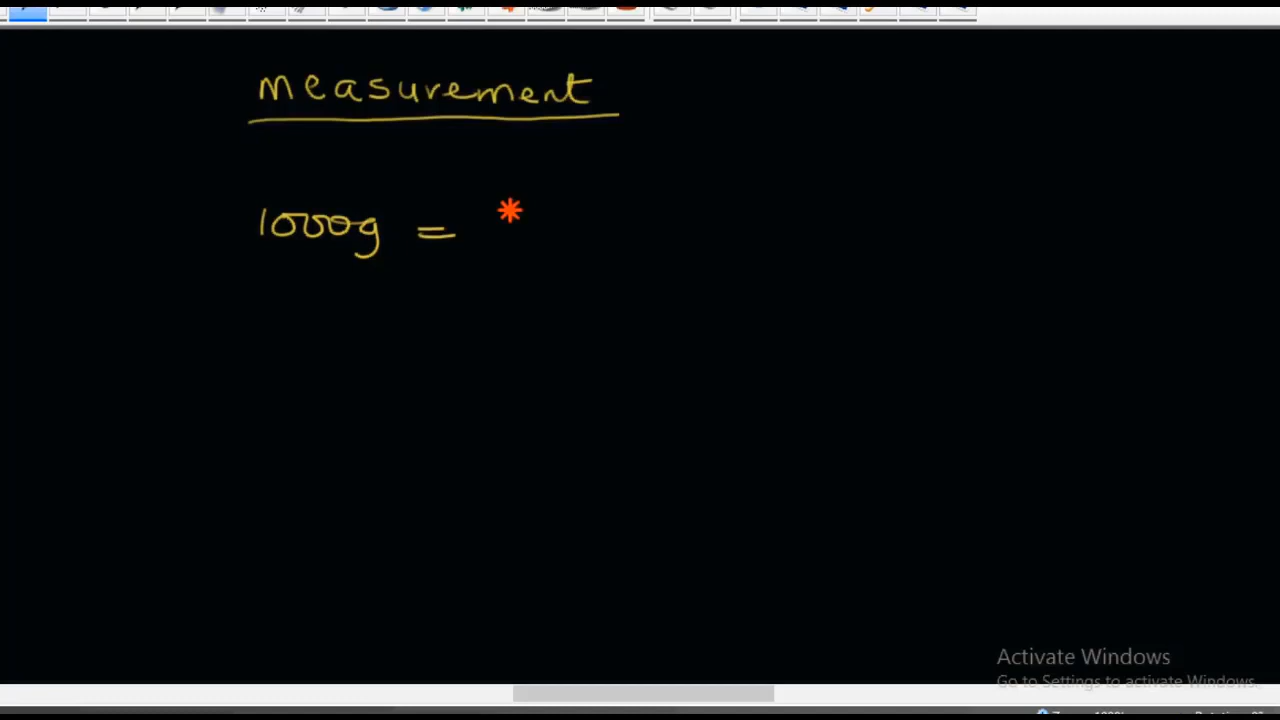 measurement
1000g =
Activate Windows
Go to Settings to activate Windows.